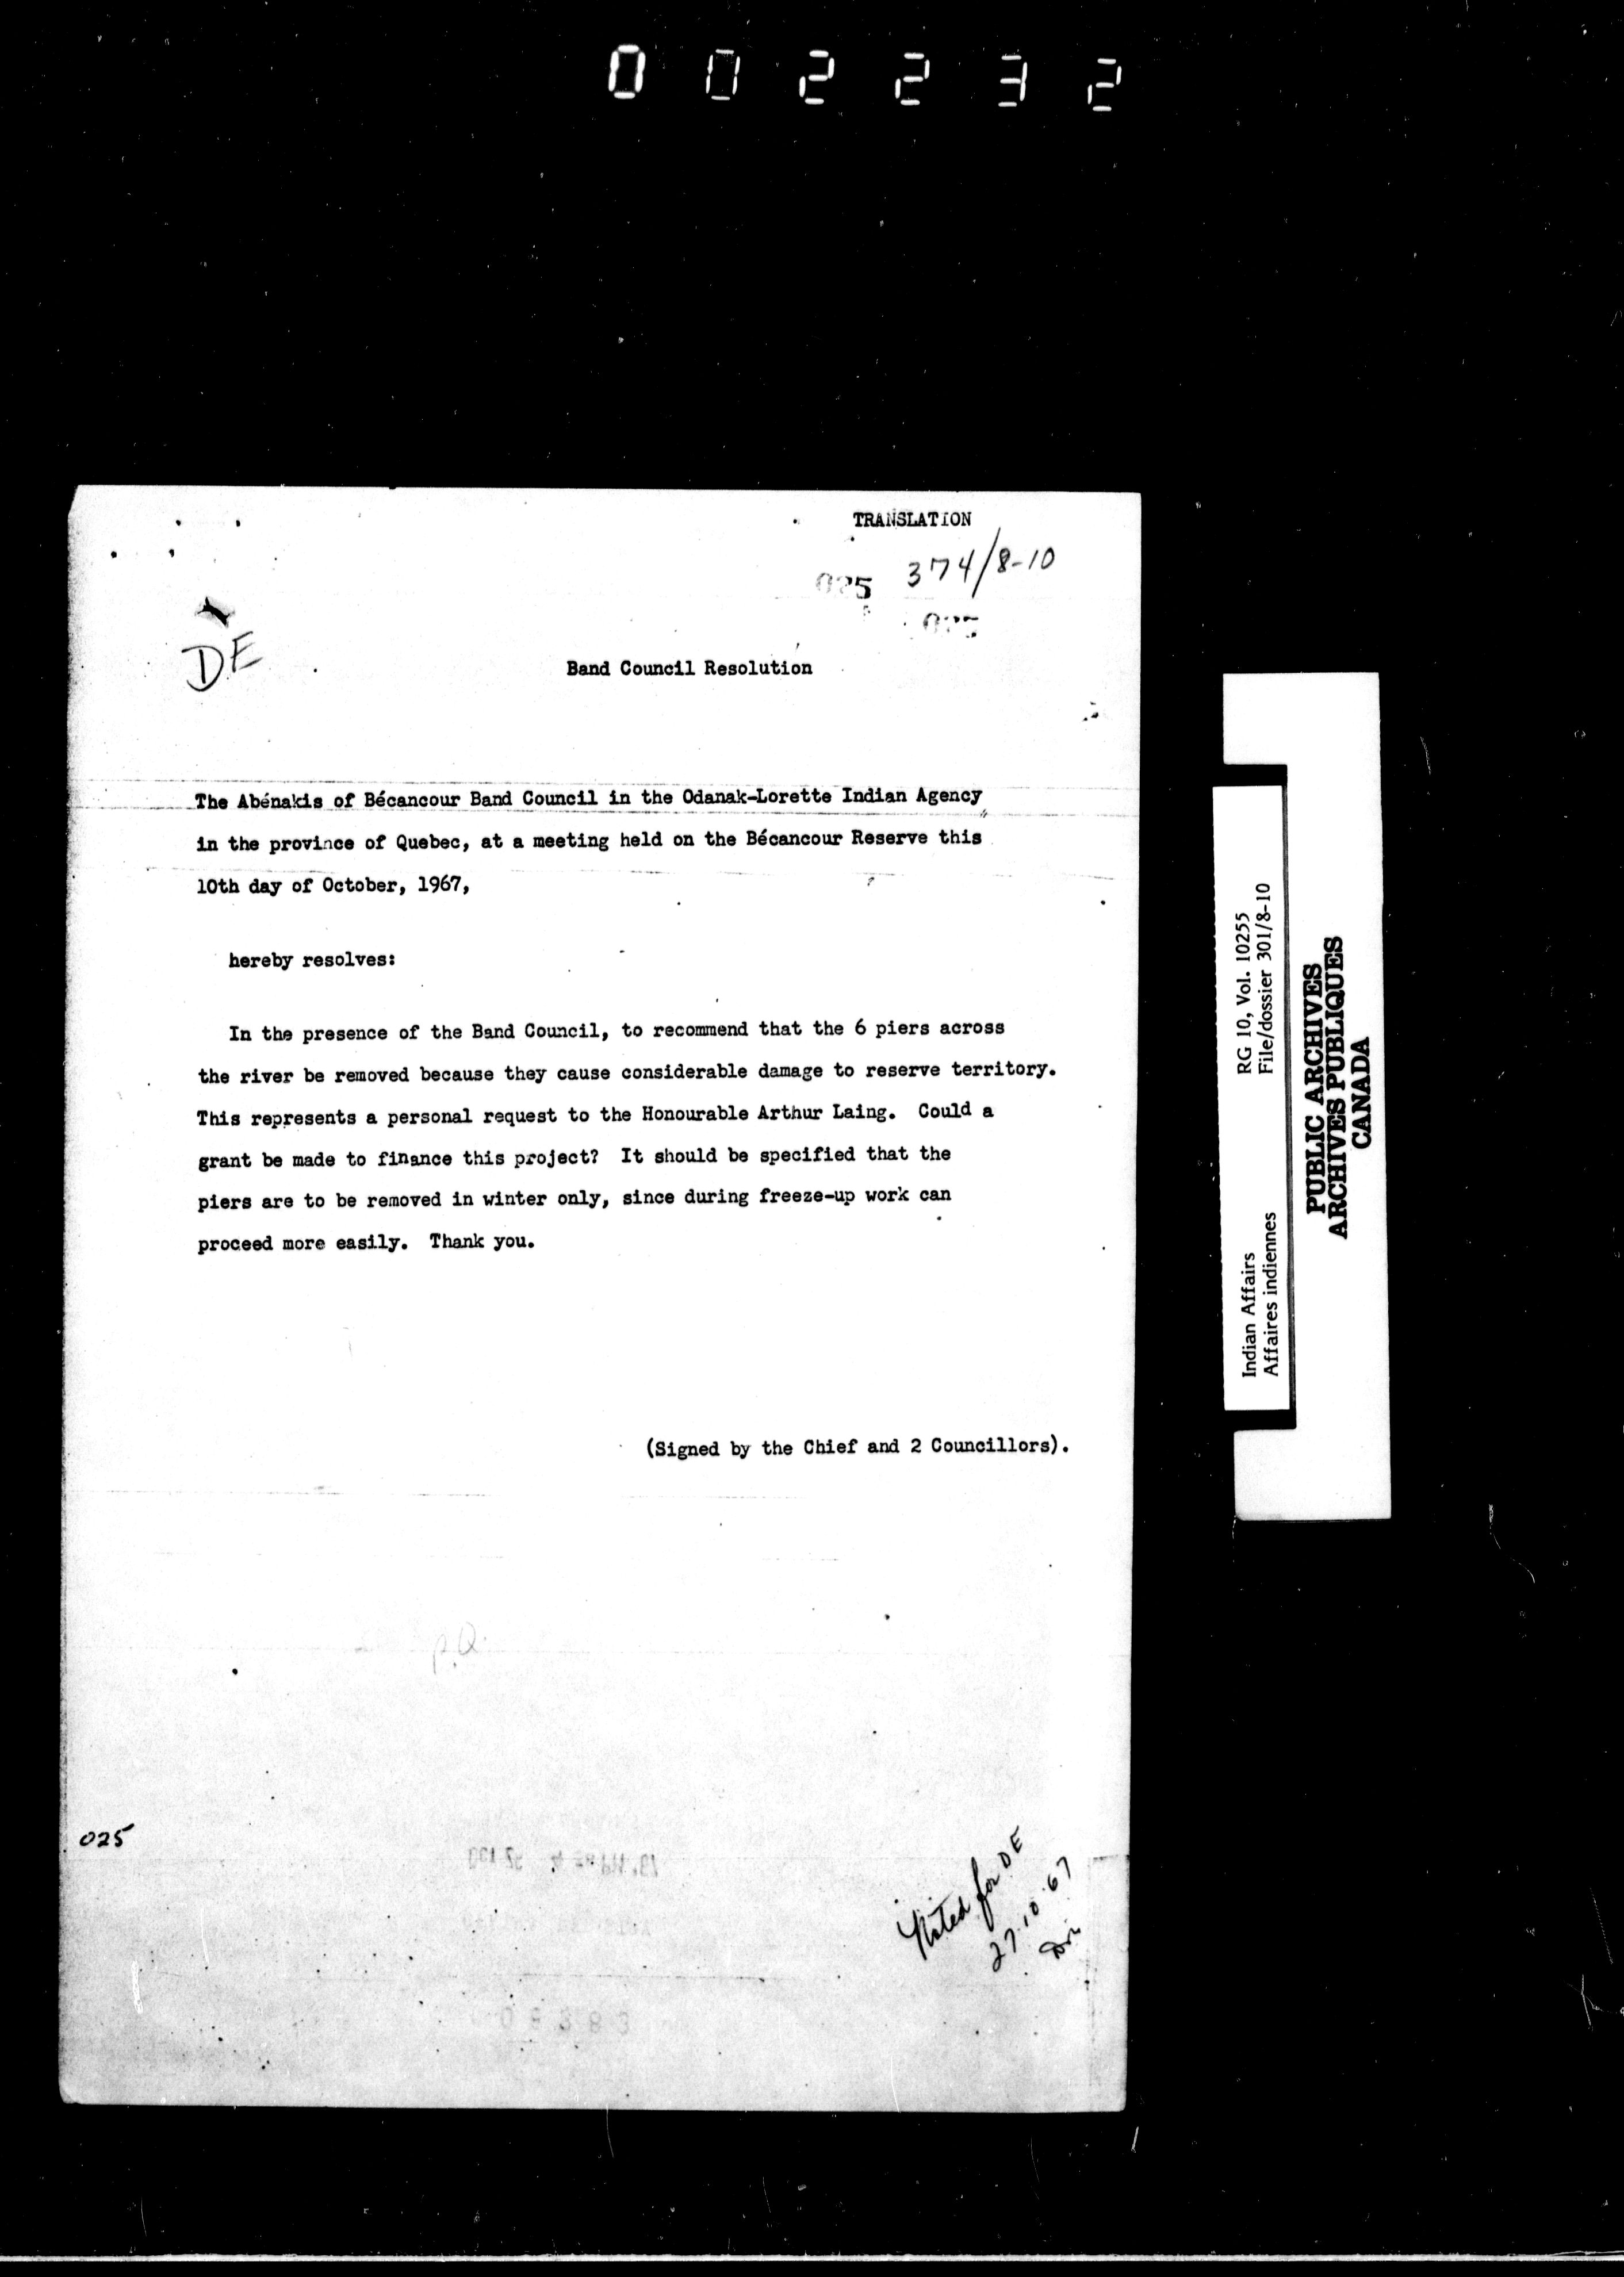 002232
TRANSLATION
374/8-10
025
DE
Band Council Resolution
The Abénakis of Bécancour Band Council in the Odanak-Lorette Indian Agency
in the province of Quebec, at a meeting held on the Bécancour Reserve this
10th day of October, 1967,
hereby resolves:
In the presence of the Band Council, to recommend that the 6 piers across
the river be removed because they cause considerable damage to reserve territory.
This represents a personal request to the Honourable Arthur Laing. Could a
grant be made to finance this project? It should be specified that the
piers are to be removed in winter only, since during freeze-up work can
proceed more easily. Thank you.
(Signed by the Chief and 2 Councillors).
P.Q.
025
Noted for DE
27.10.67
Indian Affairs RG 10, Vol. 10255
Affaires indiennes File/dossier 301/8-10
PUBLIC ARCHIVES
ARCHIVES PUBLIQUES
CANADA